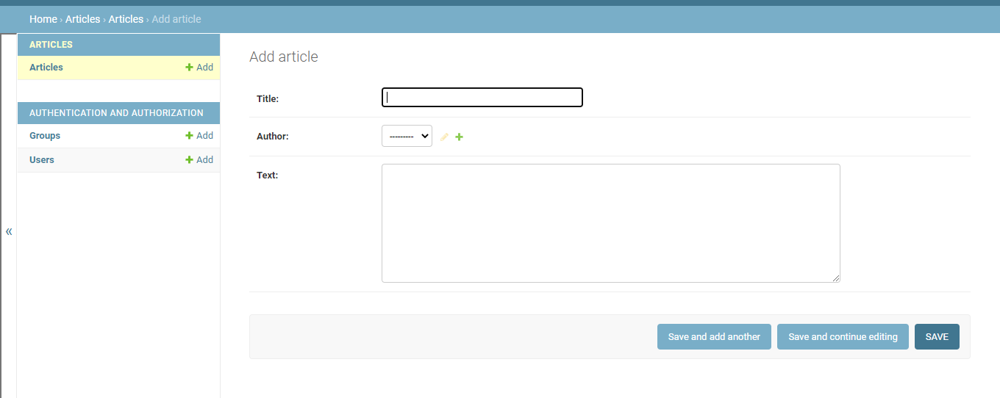 Home › Articles › Articles › Add article
ARTICLES
Articles Add
AUTHENTICATION AND AUTHORIZATION
Groups Add
Users Add
«
Add article
Title:
Author: ---------
Text:
Save and add another Save and continue editing SAVE